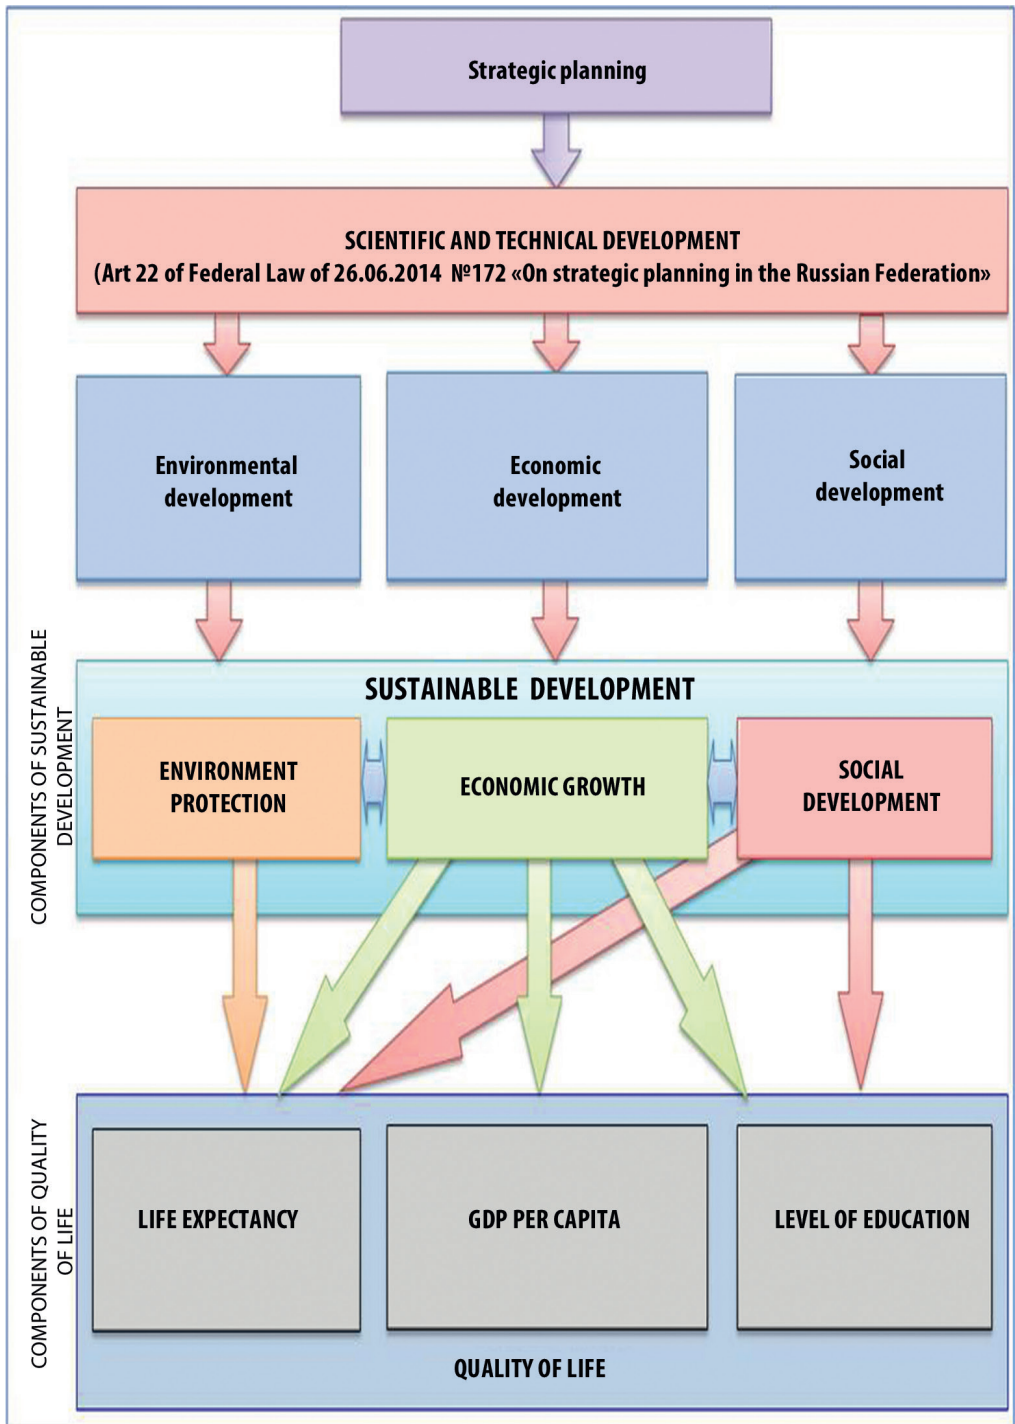 Strategic planning
SCIENTIFIC AND TECHNICAL DEVELOPMENT
(Art 22 of Federal Law of 26.06.2014 №172 «On strategic planning in the Russian Federation»
Environmental
development
Economic
development
Social
development
COMPONENTS OF SUSTAINABLE
DEVELOPMENT
SUSTAINABLE DEVELOPMENT
ENVIRONMENT
PROTECTION
ECONOMIC GROWTH
SOCIAL
DEVELOPMENT
COMPONENTS OF QUALITY
OF LIFE
LIFE EXPECTANCY
GDP PER CAPITA
LEVEL OF EDUCATION
QUALITY OF LIFE